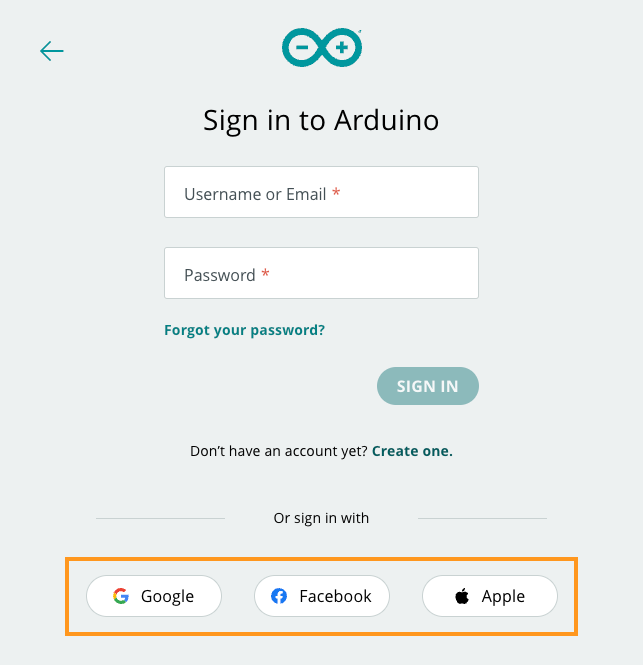 Sign in to Arduino
Username or Email *
Password *
Forgot your password?
SIGN IN
Don’t have an account yet? Create one.
Or sign in with
Google
Facebook
Apple